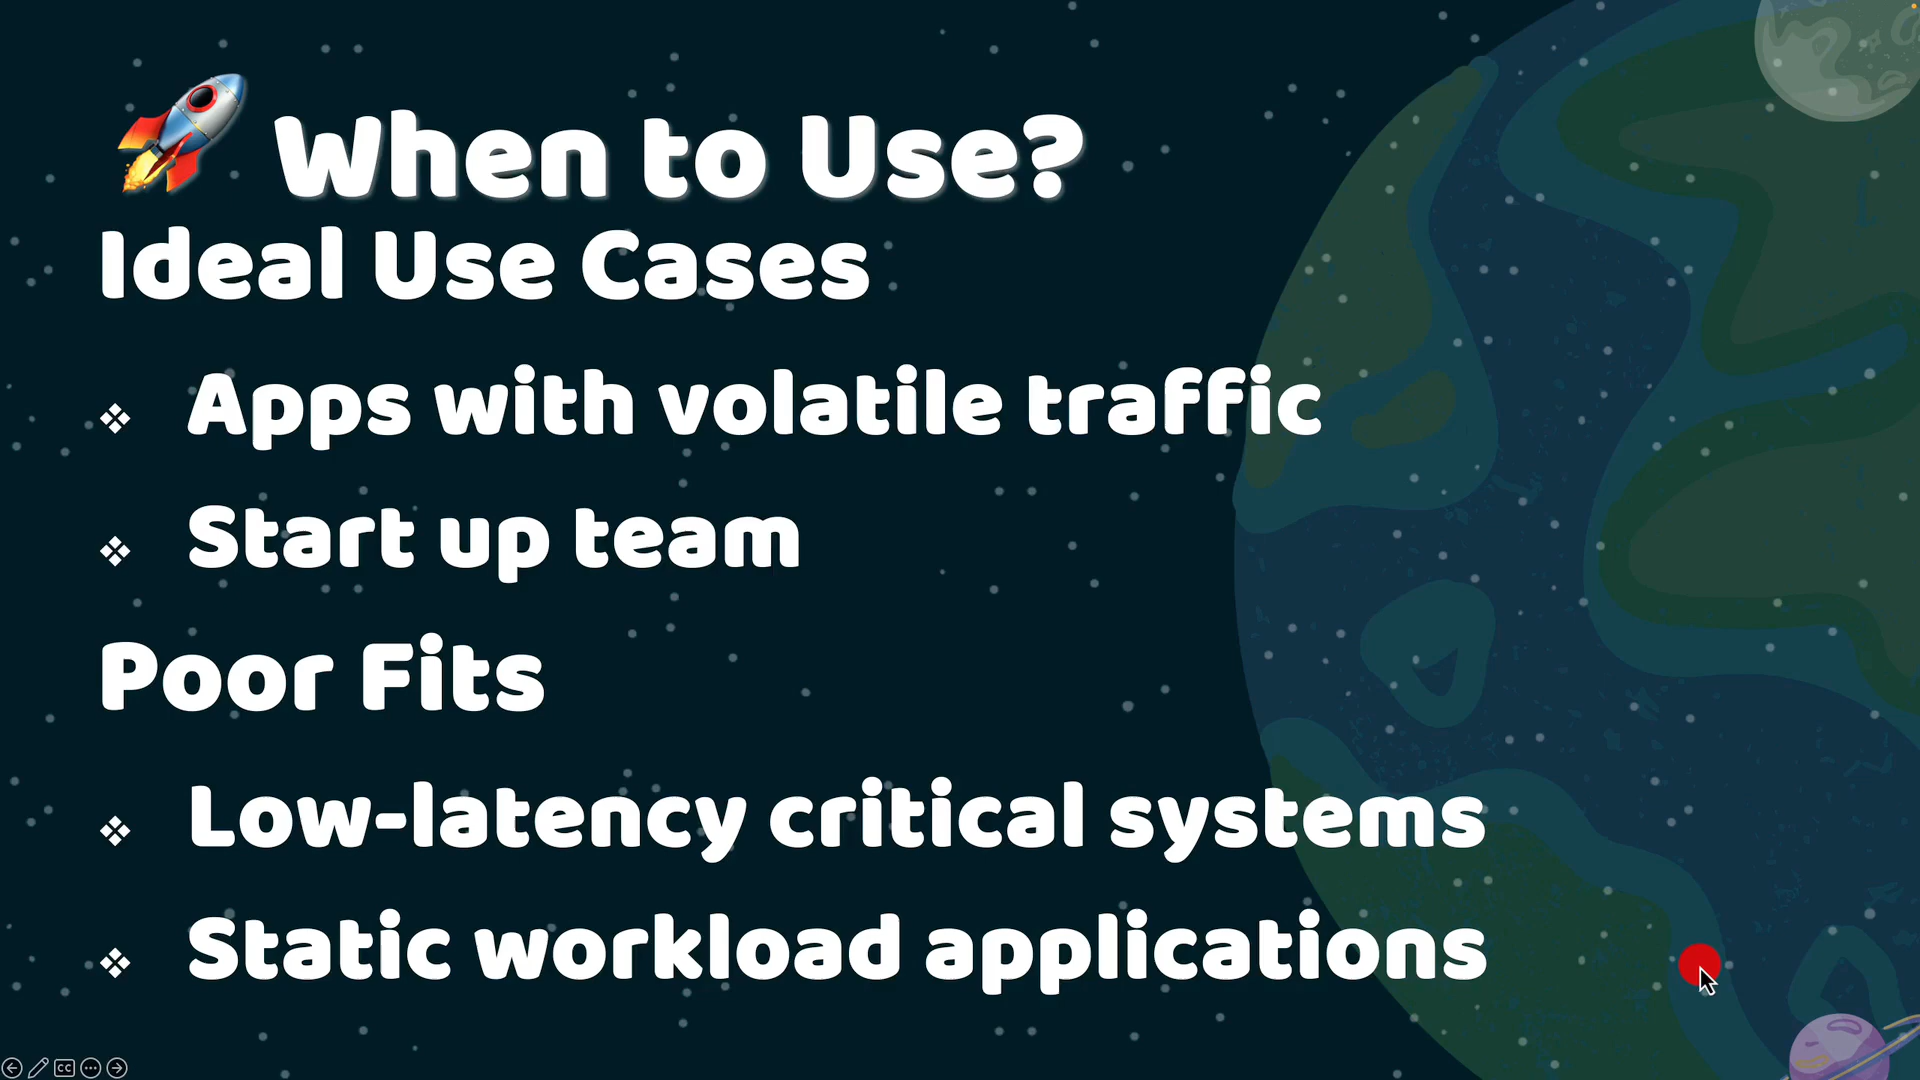 When to Use?
Ideal Use Cases
❖ Apps with volatile traffic
❖ Start up team
Poor Fits
❖ Low-latency critical systems
❖ Static workload applications
CC